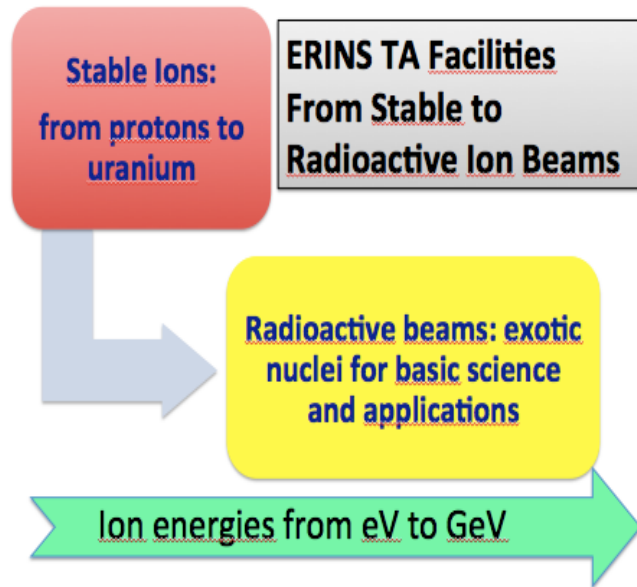 Stable Ions:
from protons to
uranium
ERINS TA Facilities
From Stable to
Radioactive Ion Beams
Radioactive beams: exotic
nuclei for basic science
and applications
Ion energies from eV to GeV